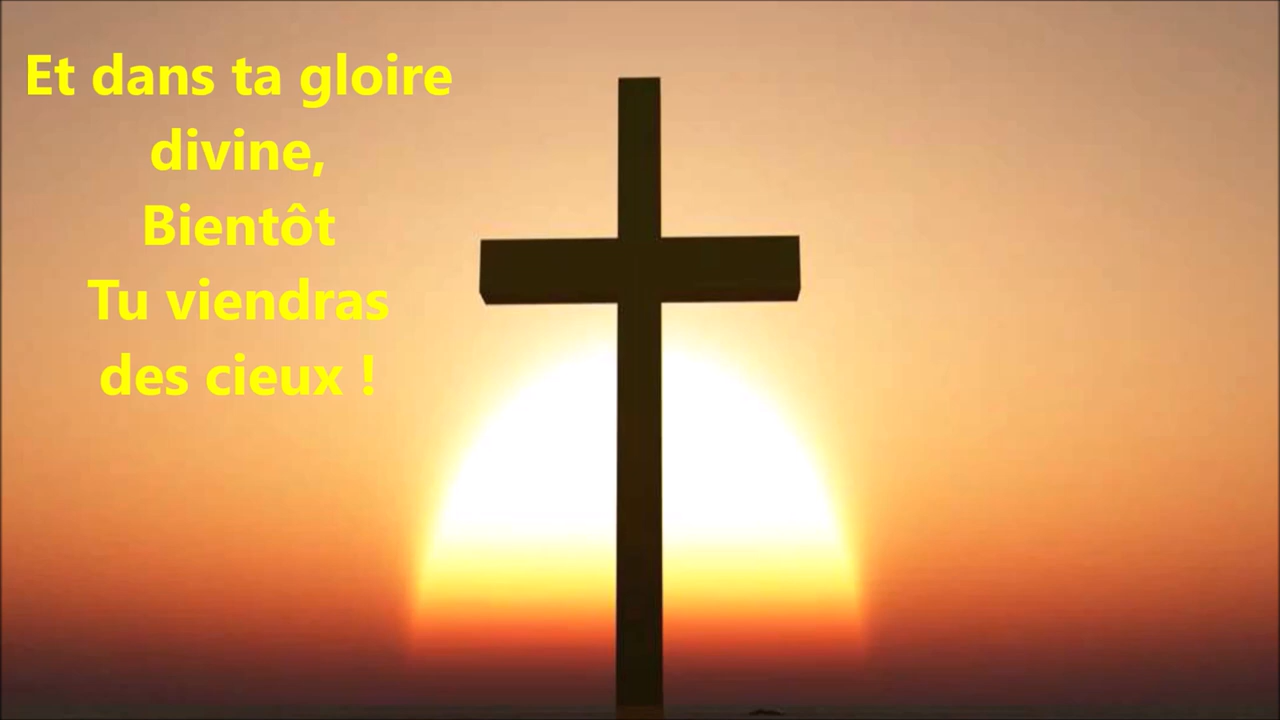 Et dans ta gloire
divine,
Bientôt
Tu viendras
des cieux !